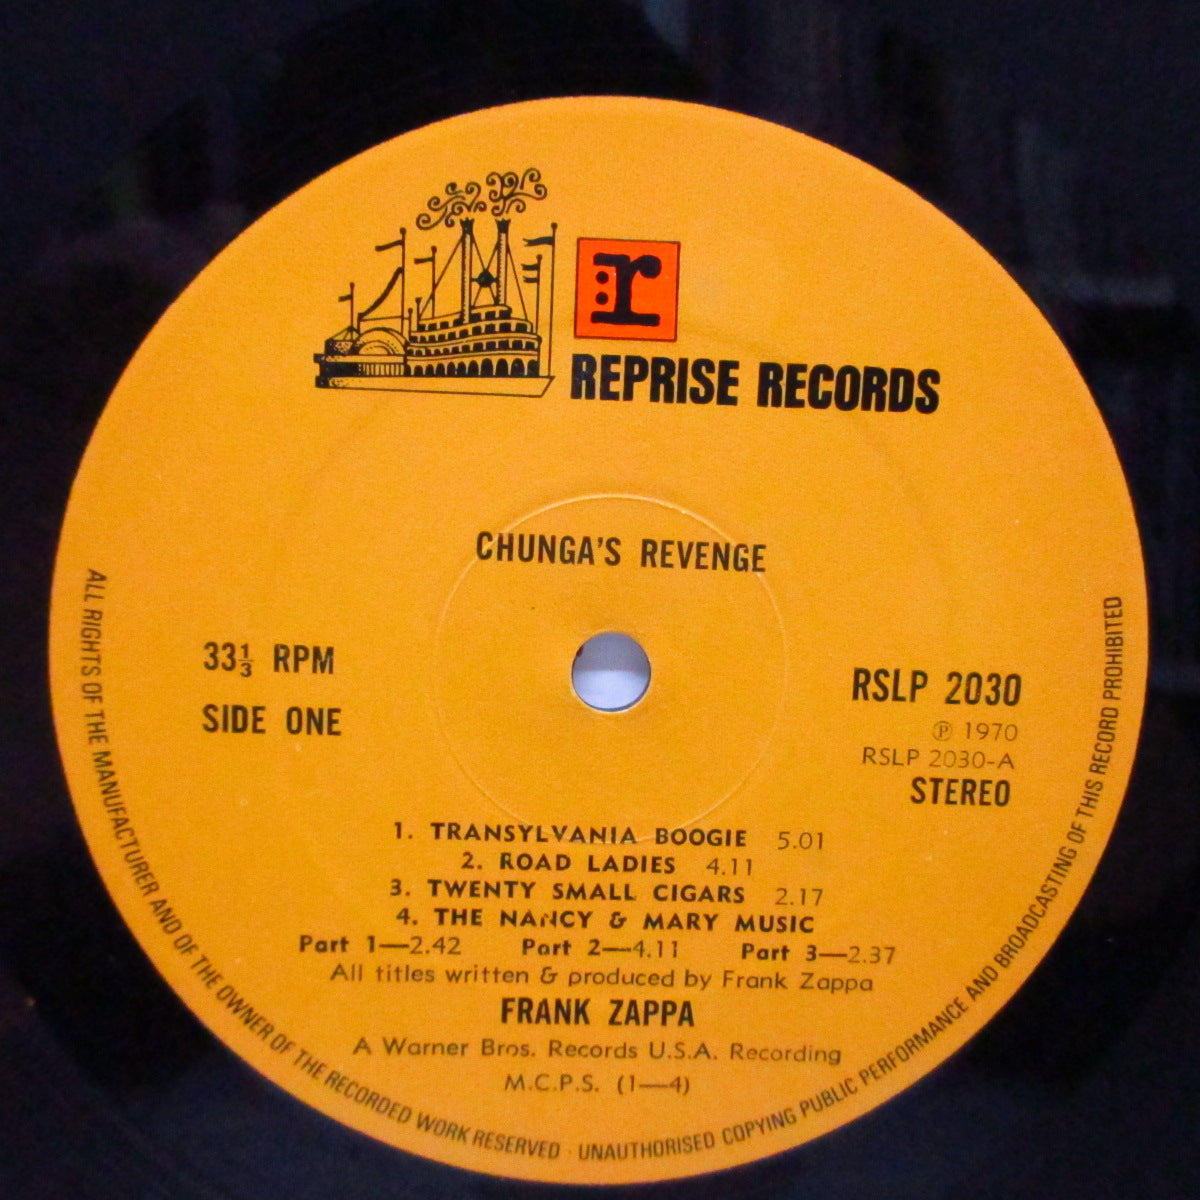 r
REPRISE RECORDS
CHUNGA'S REVENGE
33⅓ RPM
SIDE ONE
RSLP 2030
Ⓟ 1970
RSLP 2030-A
STEREO
1. TRANSYLVANIA BOOGIE 5.01
2. ROAD LADIES 4.11
3. TWENTY SMALL CIGARS 2.17
4. THE NANCY & MARY MUSIC
Part 1—2.42 Part 2—4.11 Part 3—2.37
All titles written & produced by Frank Zappa
FRANK ZAPPA
A Warner Bros. Records U.S.A. Recording
M.C.P.S. (1—4)
ALL RIGHTS OF THE MANUFACTURER AND OF THE OWNER OF THE RECORDED WORK RESERVED · UNAUTHORISED COPYING PUBLIC PERFORMANCE AND BROADCASTING OF THIS RECORD PROHIBITED